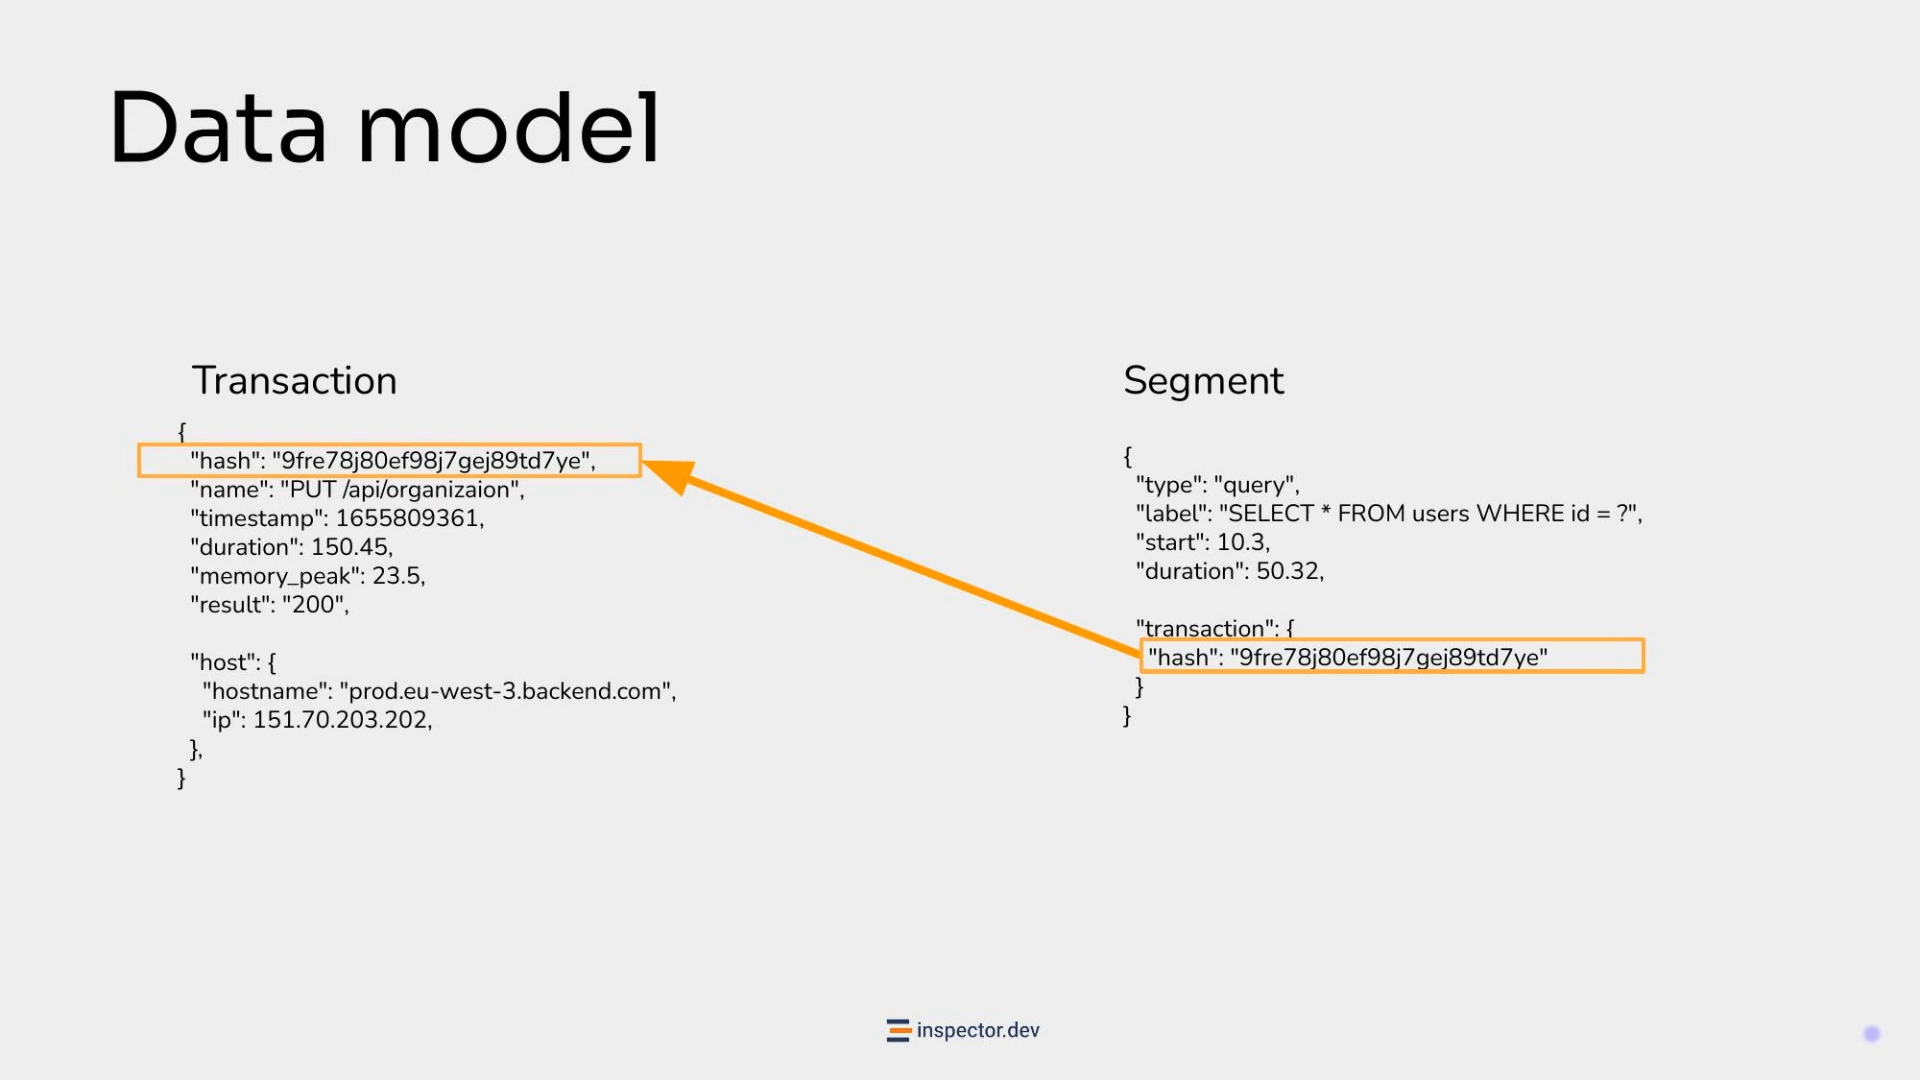 Data model
Transaction
{
"hash": "9fre78j80ef98j7gej89td7ye",
"name": "PUT /api/organizaion",
"timestamp": 1655809361,
"duration": 150.45,
"memory_peak": 23.5,
"result": "200",
"host": {
"hostname": "prod.eu-west-3.backend.com",
"ip": 151.70.203.202,
},
}
Segment
{
"type": "query",
"label": "SELECT * FROM users WHERE id = ?",
"start": 10.3,
"duration": 50.32,
"transaction": {
"hash": "9fre78j80ef98j7gej89td7ye"
}
}
inspector.dev